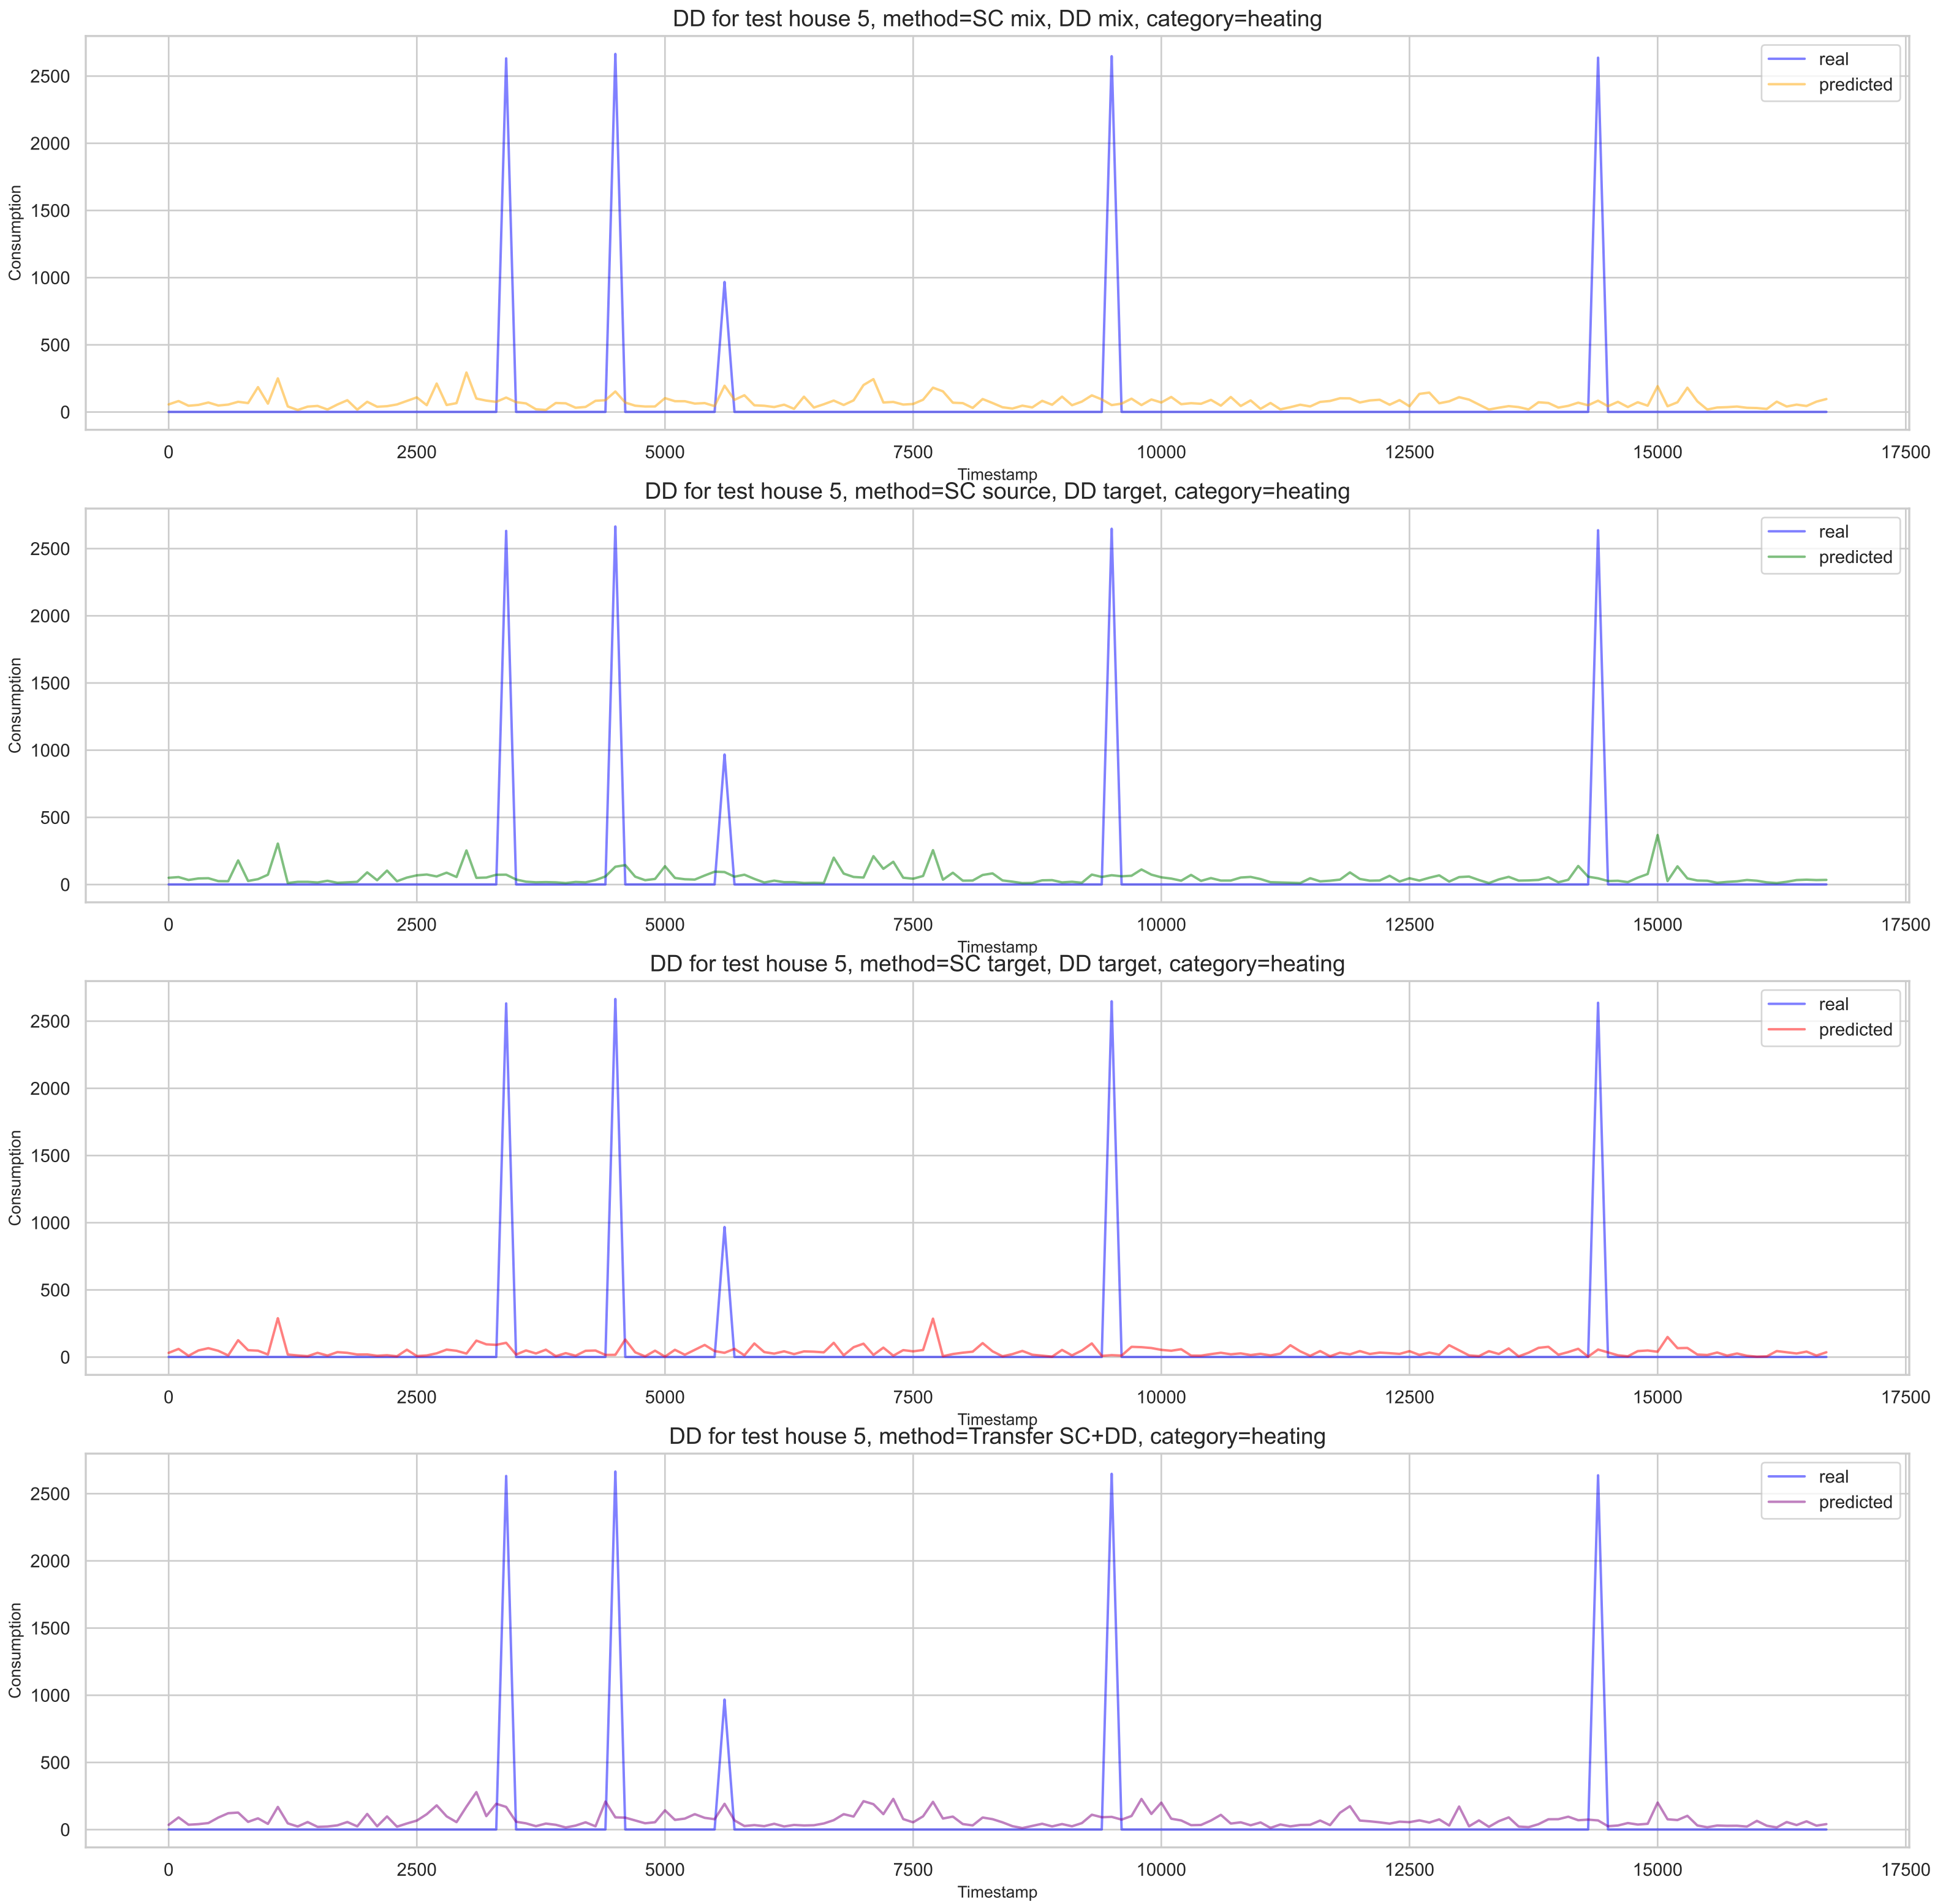 DD for test house 5, method=SC mix, DD mix, category=heating
real
predicted
Consumption
2500
2000
1500
1000
500
0
0 2500 5000 7500 10000 12500 15000 17500
Timestamp
DD for test house 5, method=SC source, DD target, category=heating
real
predicted
Consumption
2500
2000
1500
1000
500
0
0 2500 5000 7500 10000 12500 15000 17500
Timestamp
DD for test house 5, method=SC target, DD target, category=heating
real
predicted
Consumption
2500
2000
1500
1000
500
0
0 2500 5000 7500 10000 12500 15000 17500
Timestamp
DD for test house 5, method=Transfer SC+DD, category=heating
real
predicted
Consumption
2500
2000
1500
1000
500
0
0 2500 5000 7500 10000 12500 15000 17500
Timestamp